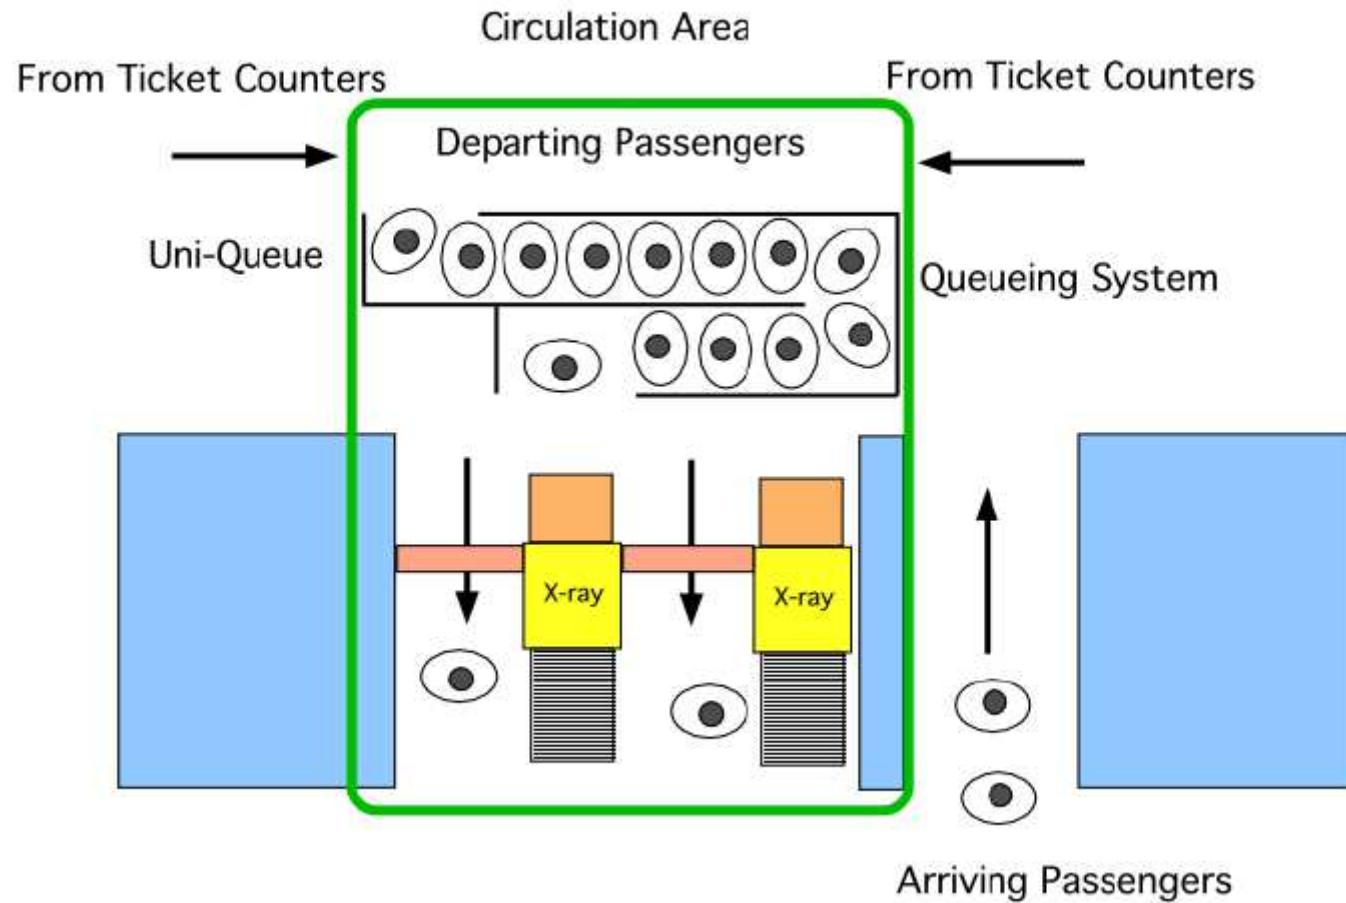 Circulation Area
From Ticket Counters
From Ticket Counters
Departing Passengers
Uni-Queue
Queueing System
X-ray
X-ray
Arriving Passengers